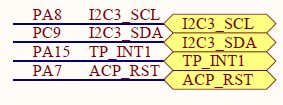 PA8 I2C3_SCL I2C3_SCL
PC9 I2C3_SDA I2C3_SDA
PA15 TP_INT1 TP_INT1
PA7 ACP_RST ACP_RST